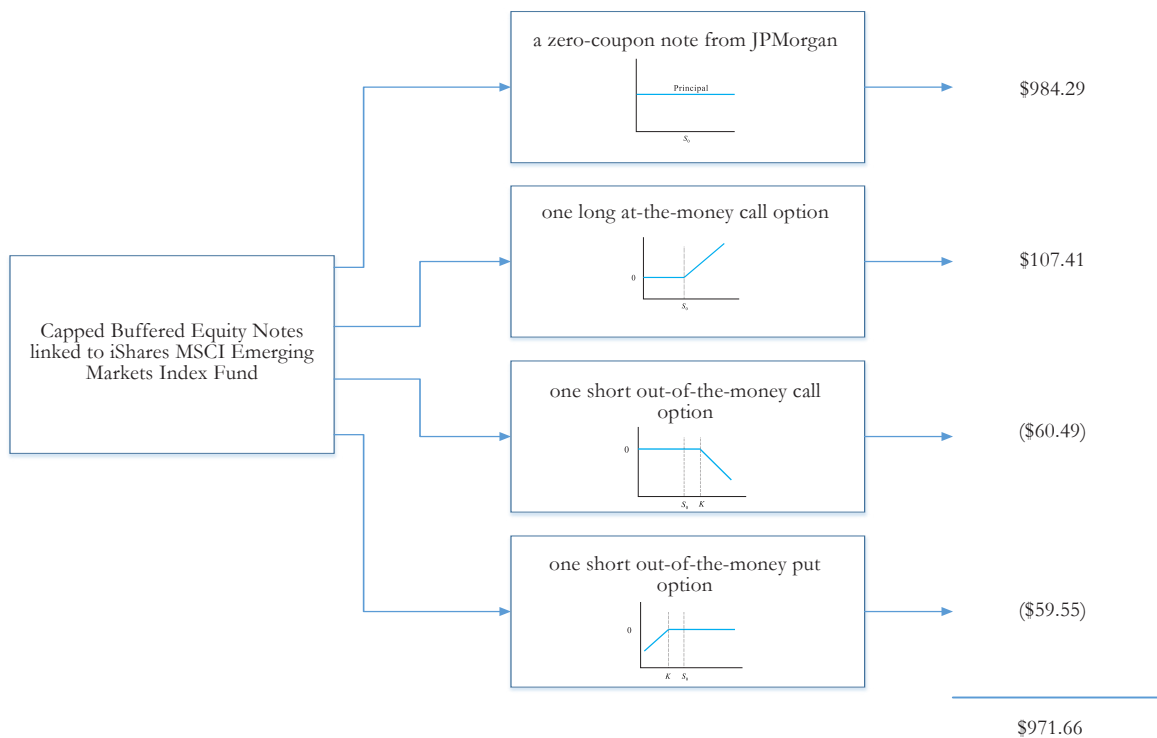 a zero-coupon note from JPMorgan
Principal
S₀
$984.29
one long at-the-money call option
0
S₀
$107.41
Capped Buffered Equity Notes
linked to iShares MSCI Emerging
Markets Index Fund
one short out-of-the-money call
option
0
S₀ K
($60.49)
one short out-of-the-money put
option
0
K S₀
($59.55)
$971.66